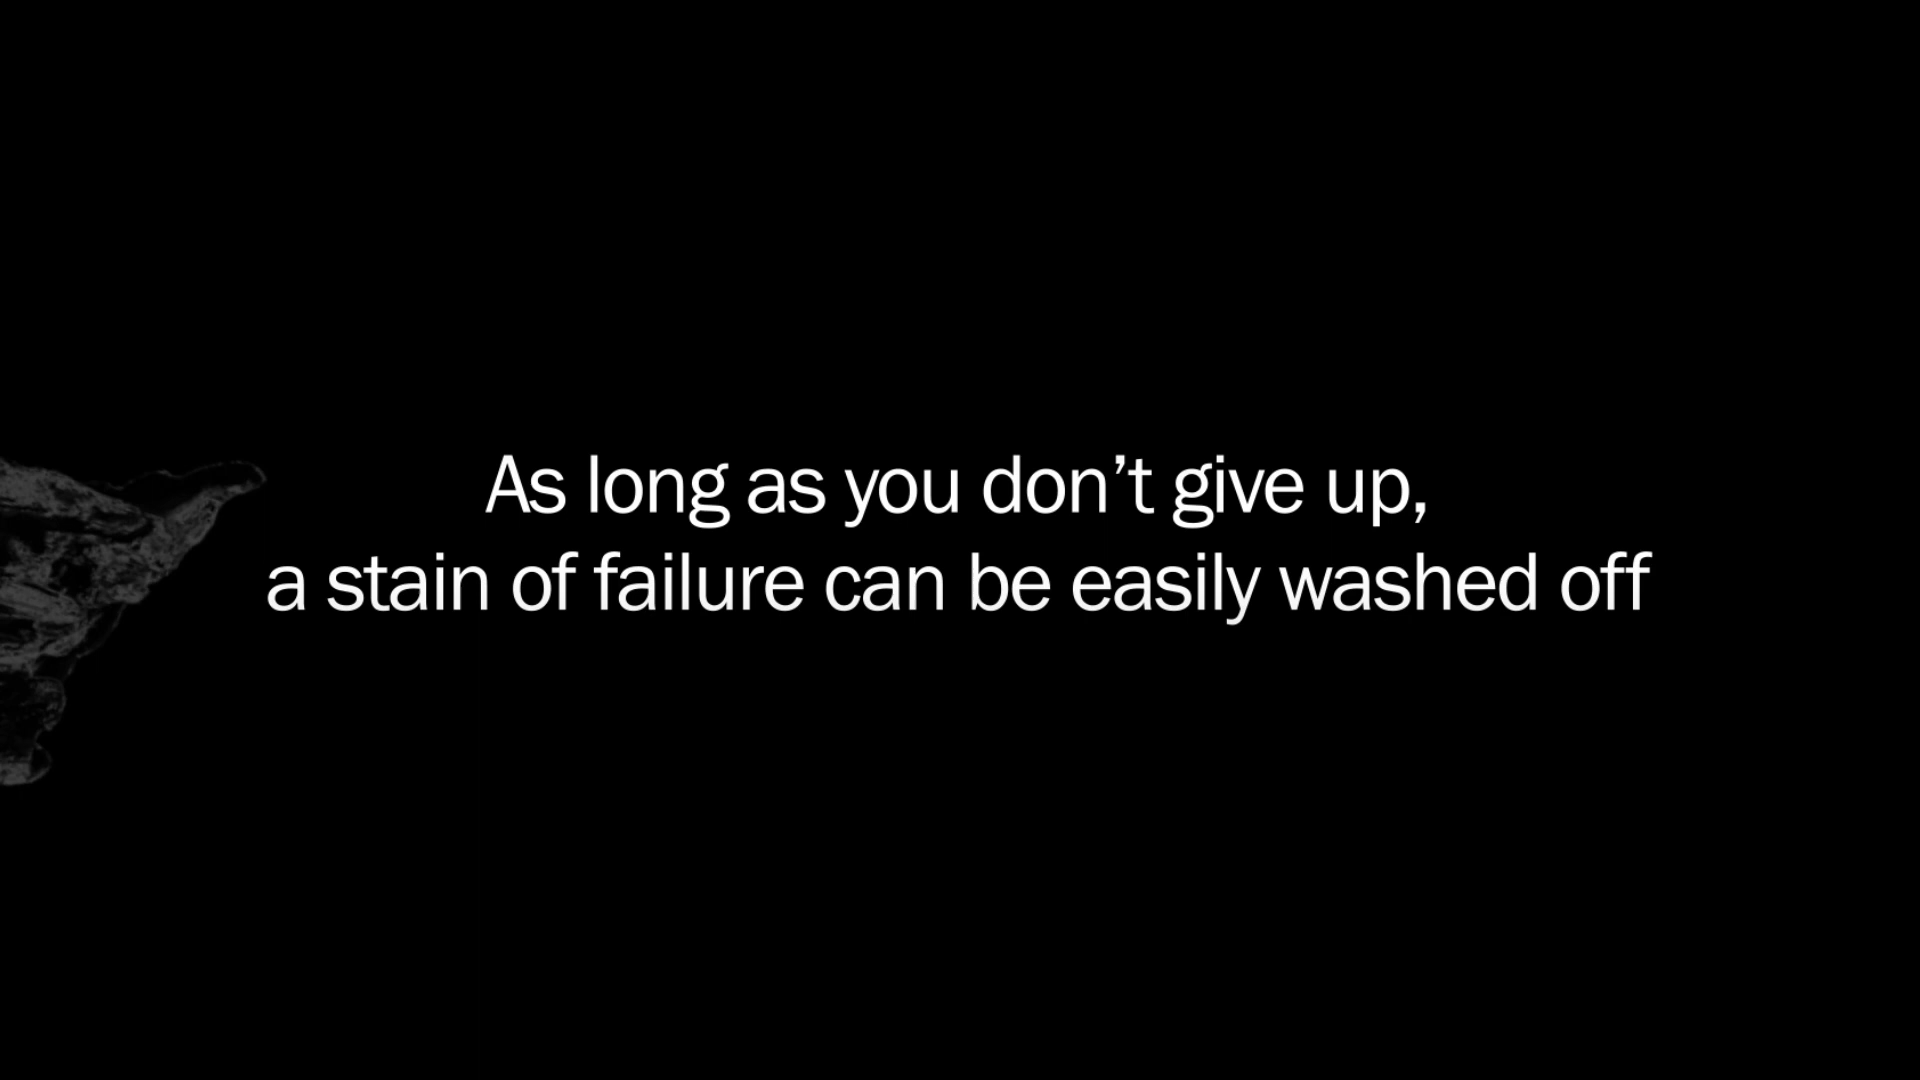 As long as you don’t give up,
a stain of failure can be easily washed off